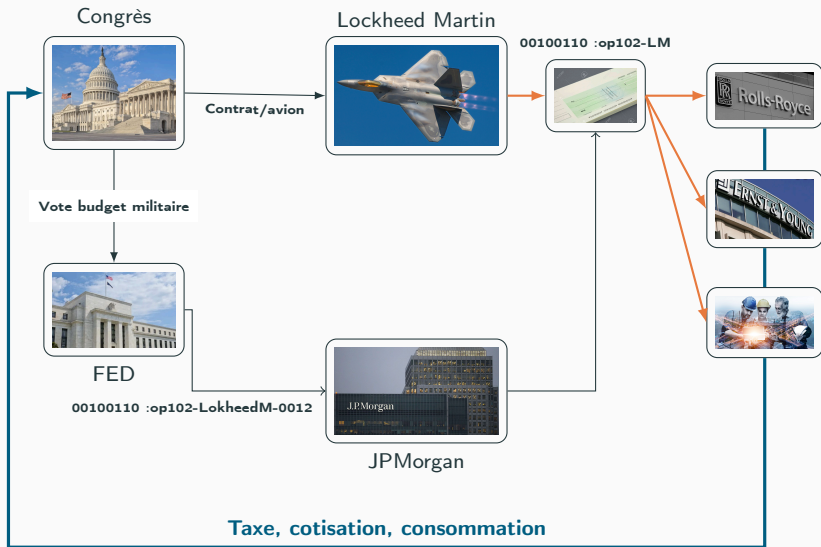 Congrès
Lockheed Martin
00100110 :op102-LM
Contrat/avion
Rolls-Royce
ERNST & YOUNG
Vote budget militaire
FED
00100110 :op102-LokheedM-0012
J.P.Morgan
JPMorgan
Taxe, cotisation, consommation